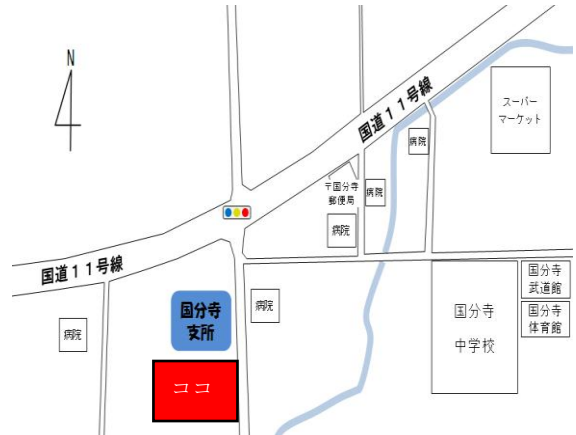 N
国道１１号線
スーパー
マーケット
病院
〒国分寺
郵便局
病院
病院
国道１１号線
国分寺
支所
病院
国分寺
中学校
国分寺
武道館
国分寺
体育館
病院
ココ